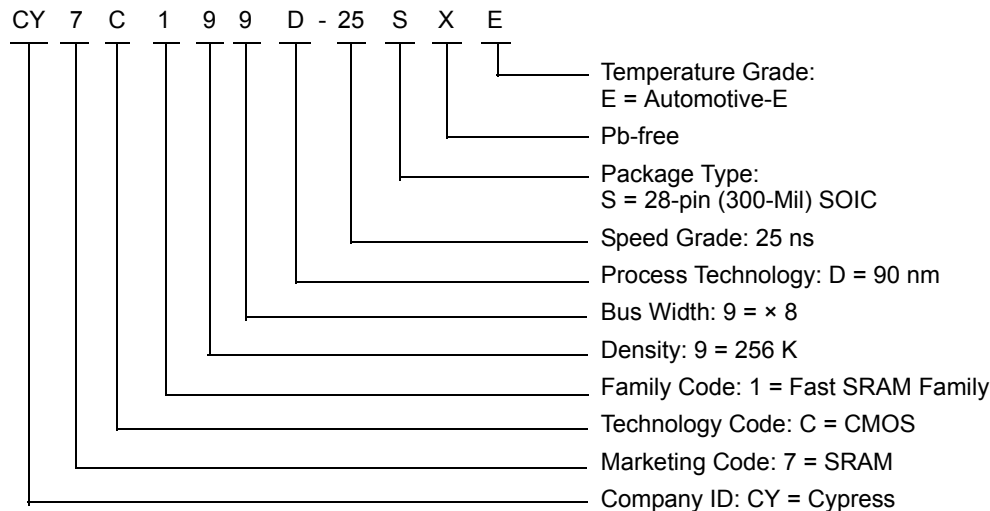 CY 7 C 1 9 9 D - 25 S X E
Temperature Grade:
E = Automotive-E
Pb-free
Package Type:
S = 28-pin (300-Mil) SOIC
Speed Grade: 25 ns
Process Technology: D = 90 nm
Bus Width: 9 = × 8
Density: 9 = 256 K
Family Code: 1 = Fast SRAM Family
Technology Code: C = CMOS
Marketing Code: 7 = SRAM
Company ID: CY = Cypress